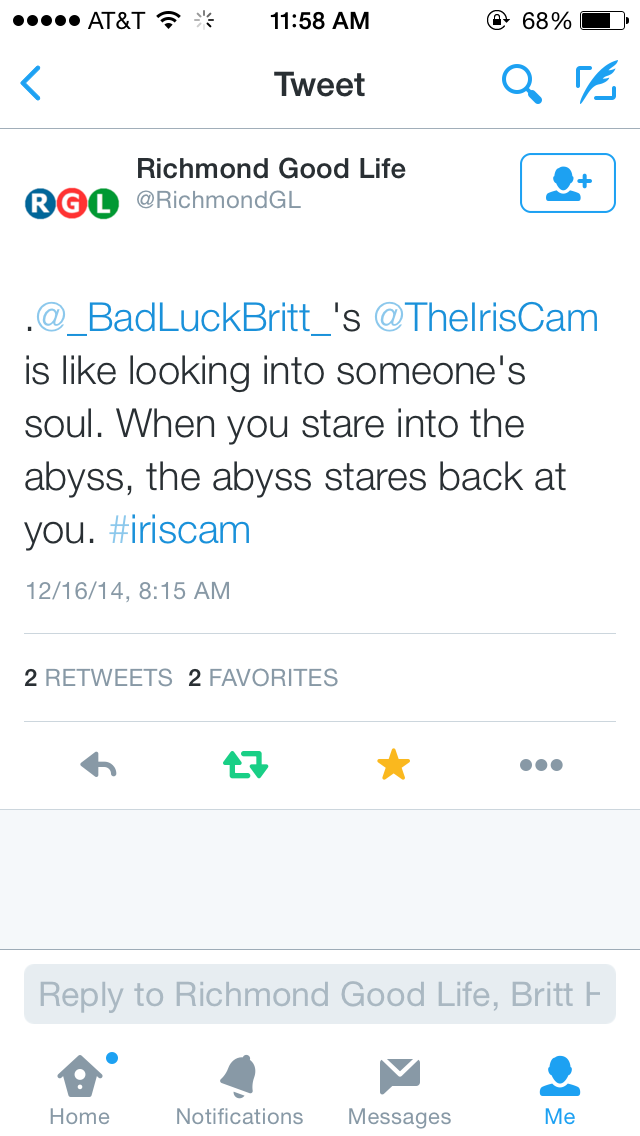 AT&T 11:58 AM 68%
Tweet
RGL Richmond Good Life
@RichmondGL
.@_BadLuckBritt_'s @TheIrisCam
is like looking into someone's
soul. When you stare into the
abyss, the abyss stares back at
you. #iriscam
12/16/14, 8:15 AM
2 RETWEETS 2 FAVORITES
Reply to Richmond Good Life, Britt H
Home Notifications Messages Me